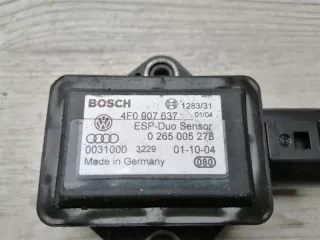 BOSCH 1283/31
4F0 907 637 01/04
ESP-Duo Sensor
0 265 005 278
0031000 3229 01-10-04
Made in Germany 080